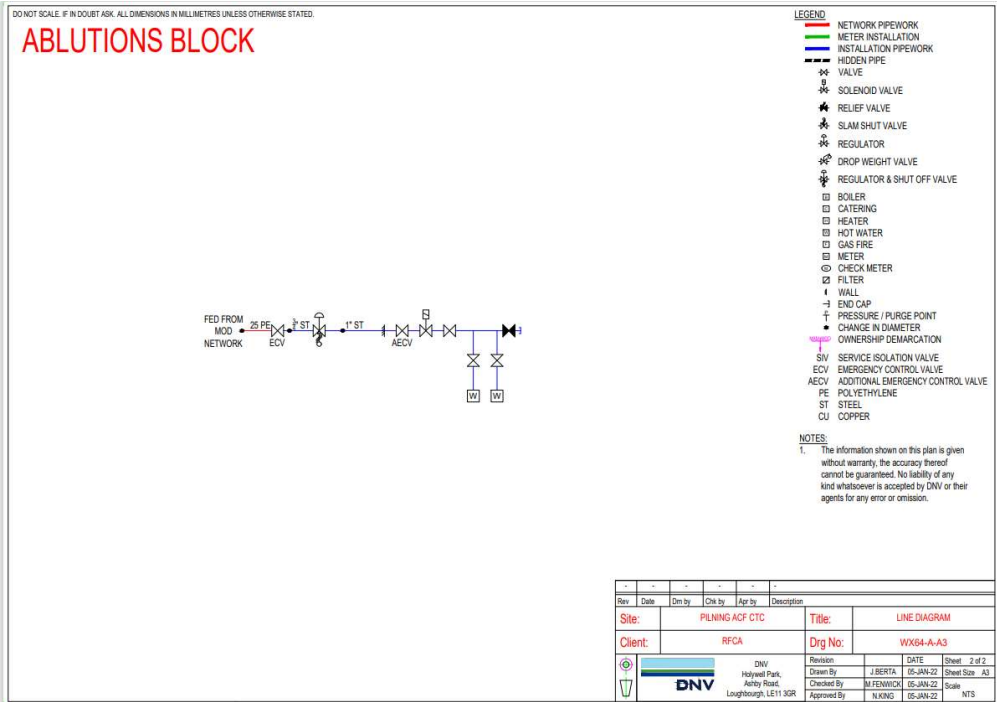 DO NOT SCALE. IF IN DOUBT ASK. ALL DIMENSIONS IN MILLIMETRES UNLESS OTHERWISE STATED.
ABLUTIONS BLOCK
FED FROM
MOD
NETWORK
25 PE
ECV
ST
1" ST
AECV
W
W
LEGEND
NETWORK PIPEWORK
METER INSTALLATION
INSTALLATION PIPEWORK
HIDDEN PIPE
VALVE
SOLENOID VALVE
RELIEF VALVE
SLAM SHUT VALVE
REGULATOR
DROP WEIGHT VALVE
REGULATOR & SHUT OFF VALVE
BOILER
CATERING
HEATER
HOT WATER
GAS FIRE
METER
CHECK METER
FILTER
WALL
END CAP
PRESSURE / PURGE POINT
CHANGE IN DIAMETER
OWNERSHIP DEMARCATION
SIV SERVICE ISOLATION VALVE
ECV EMERGENCY CONTROL VALVE
AECV ADDITIONAL EMERGENCY CONTROL VALVE
PE POLYETHYLENE
ST STEEL
CU COPPER
NOTES:
1. The information shown on this plan is given
without warranty, the accuracy thereof
cannot be guaranteed. No liability of any
kind whatsoever is accepted by DNV or their
agents for any error or omission.
- - - - - -
Rev Date Drn by Chk by Apr by Description
Site: PILNING ACF CTC Title: LINE DIAGRAM
Client: RFCA Drg No: WX64-A-A3
DNV
DNV
Holywell Park,
Ashby Road,
Loughbourgh, LE11 3GR
Revision DATE Sheet 2 of 2
Drawn By J.BERTA 05-JAN-22 Sheet Size A3
Checked By M.FENWICK 05-JAN-22 Scale
Approved By N.KING 05-JAN-22 NTS